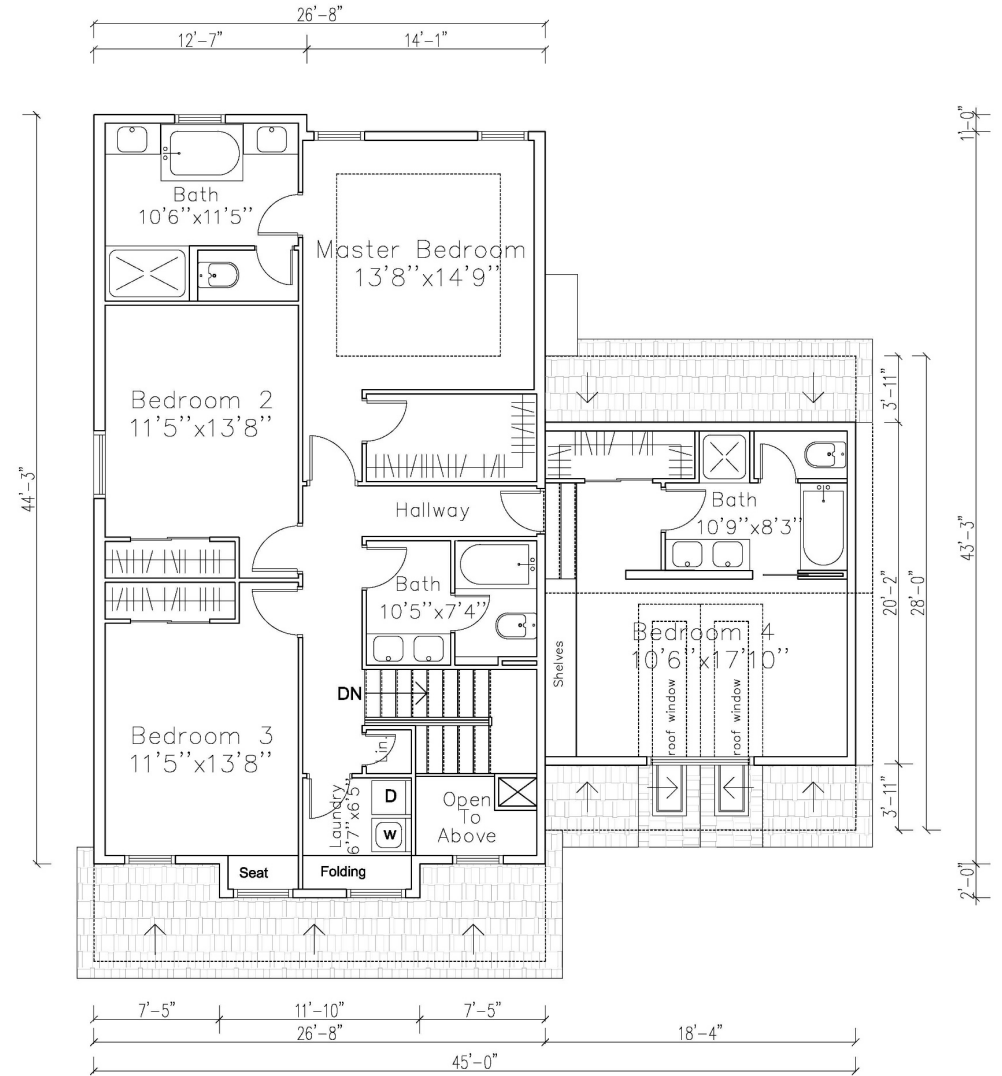 26'-8"
12'-7"
14'-1"
1'-0"
Bath
10'6''x11'5''
Master Bedroom
13'8''x14'9''
3'-11"
Bedroom 2
11'5''x13'8''
44'-3"
Hallway
Bath
10'9''x8'3''
43'-3"
Bath
10'5''x7'4''
20'-2"
28'-0"
Shelves
Bedroom 4
10'6''x17'10''
roof window
roof window
DN
Bedroom 3
11'5''x13'8''
Lin.
Laundry
6'7''x6'5''
D
W
Open
To
Above
3'-11"
Seat
Folding
2'-0"
7'-5"
11'-10"
7'-5"
26'-8"
18'-4"
45'-0"